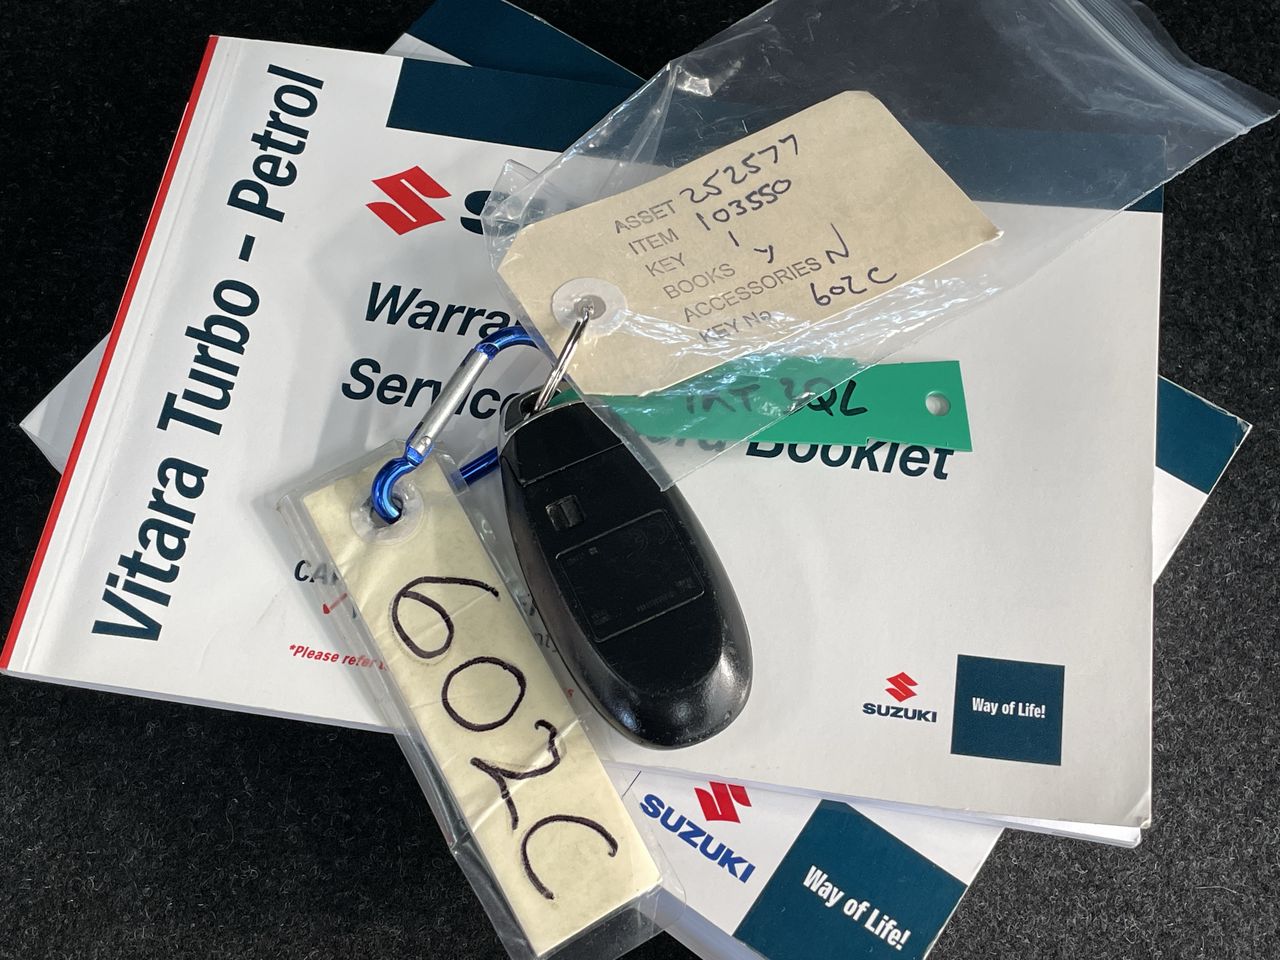 Vitara Turbo - Petrol
S
Warra
Service
Booklet
ASSET 252577
ITEM 103550
KEY 1
BOOKS y
ACCESSORIES N
KEY No 602C
602C
*Please refer
SUZUKI
Way of Life!
SUZUKI
Way of Life!